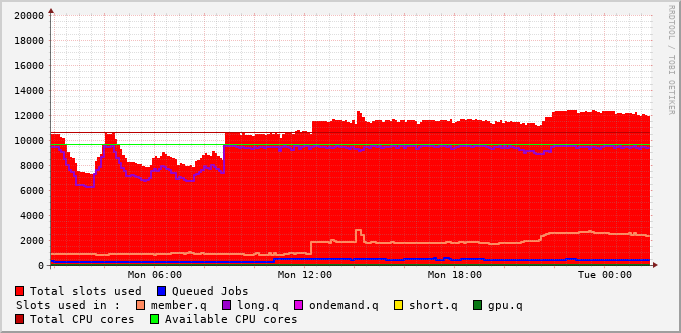 20000
18000
16000
14000
12000
10000
8000
6000
4000
2000
0
Mon 06:00 Mon 12:00 Mon 18:00 Tue 00:00
RRDTOOL / TOBI OETIKER
Total slots used Queued Jobs
Slots used in : member.q long.q ondemand.q short.q gpu.q
Total CPU cores Available CPU cores